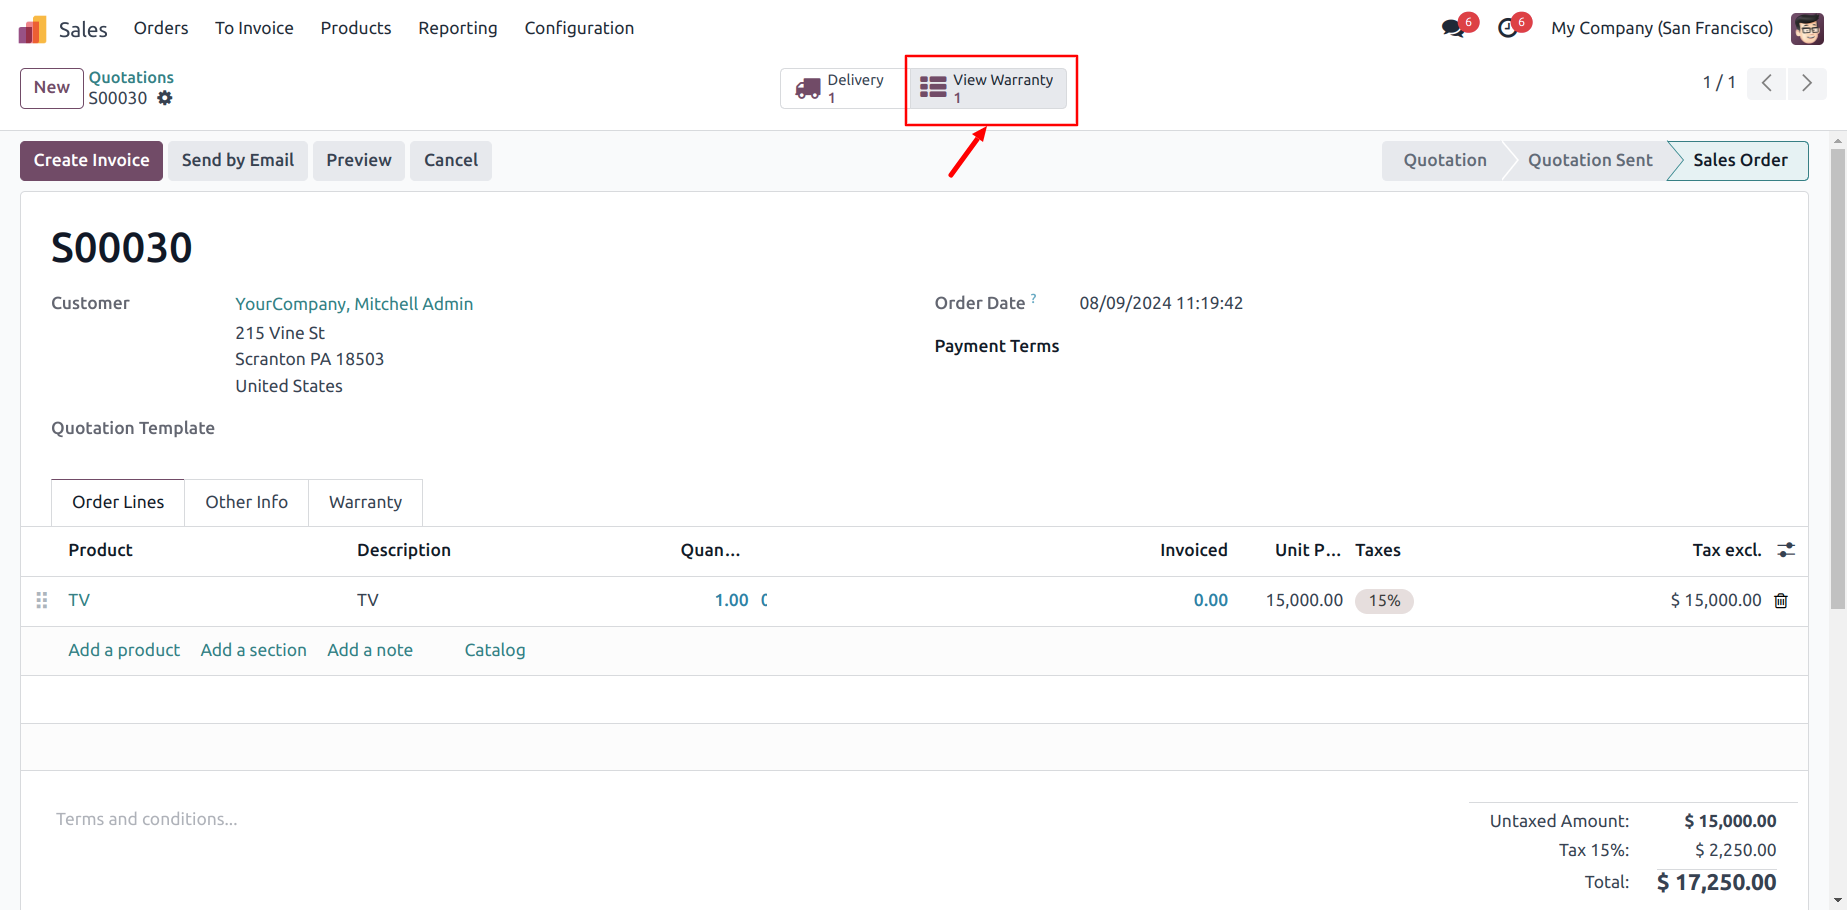 Sales Orders To Invoice Products Reporting Configuration 6 6 My Company (San Francisco)
New Quotations Delivery View Warranty 1 / 1
S00030 1 1
Create Invoice Send by Email Preview Cancel Quotation Quotation Sent Sales Order
S00030
Customer YourCompany, Mitchell Admin Order Date ? 08/09/2024 11:19:42
215 Vine St
Payment Terms
Scranton PA 18503
United States
Quotation Template
Order Lines Other Info Warranty
Product Description Quan... Invoiced Unit P... Taxes Tax excl.
TV TV 1.00 0.00 15,000.00 15% $ 15,000.00
Add a product Add a section Add a note Catalog
Terms and conditions...
Untaxed Amount: $ 15,000.00
Tax 15%: $ 2,250.00
Total: $ 17,250.00